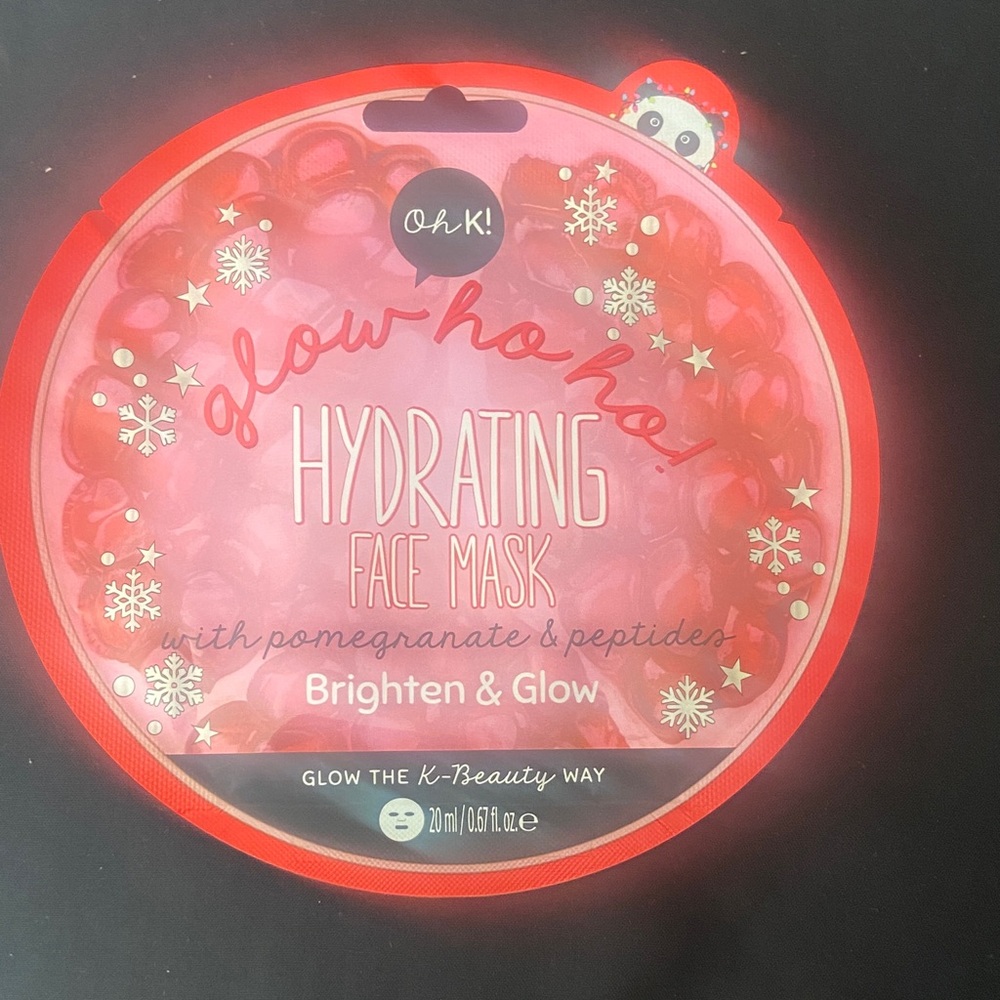 Oh K!
glow ho ho ho!
HYDRATING
FACE MASK
with pomegranate & peptides
Brighten & Glow
GLOW THE K-Beauty WAY
20 ml / 0.67 fl. oz. ℮